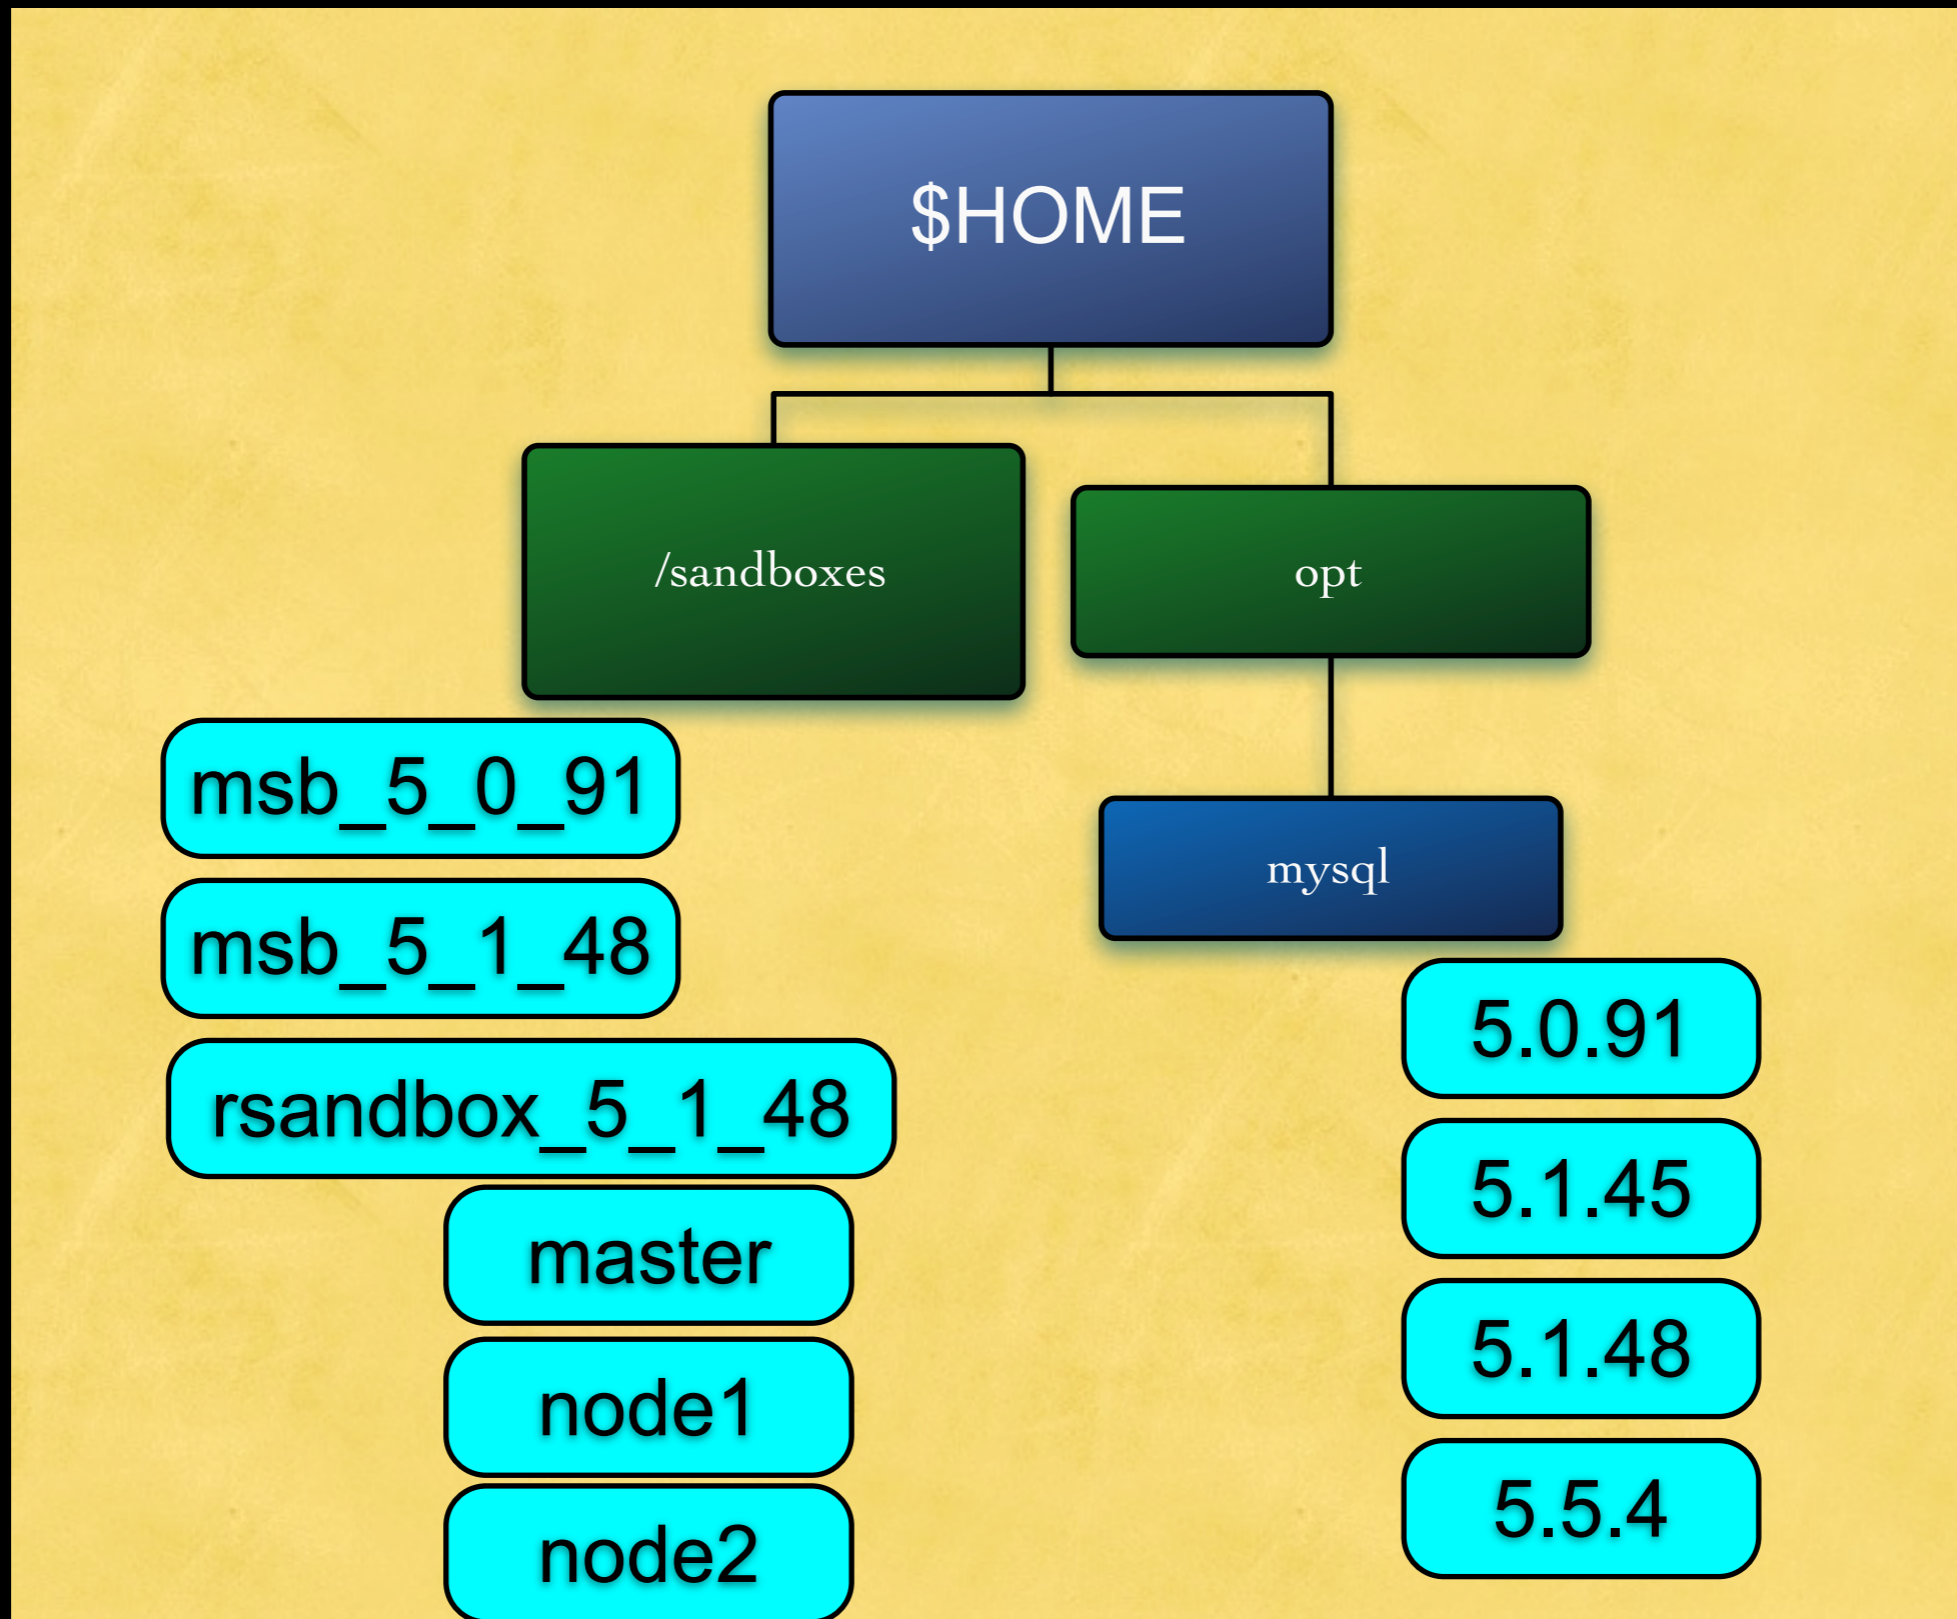 $HOME
/sandboxes
opt
msb_5_0_91
msb_5_1_48
rsandbox_5_1_48
master
node1
node2
mysql
5.0.91
5.1.45
5.1.48
5.5.4